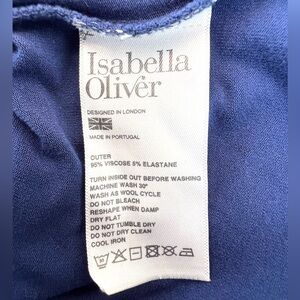 Isabella
Oliver
DESIGNED IN LONDON
MADE IN PORTUGAL
OUTER
95% VISCOSE 5% ELASTANE
TURN INSIDE OUT BEFORE WASHING
MACHINE WASH 30°
WASH AS WOOL CYCLE
DO NOT BLEACH
RESHAPE WHEN DAMP
DRY FLAT
DO NOT TUMBLE DRY
DO NOT DRY CLEAN
COOL IRON
30